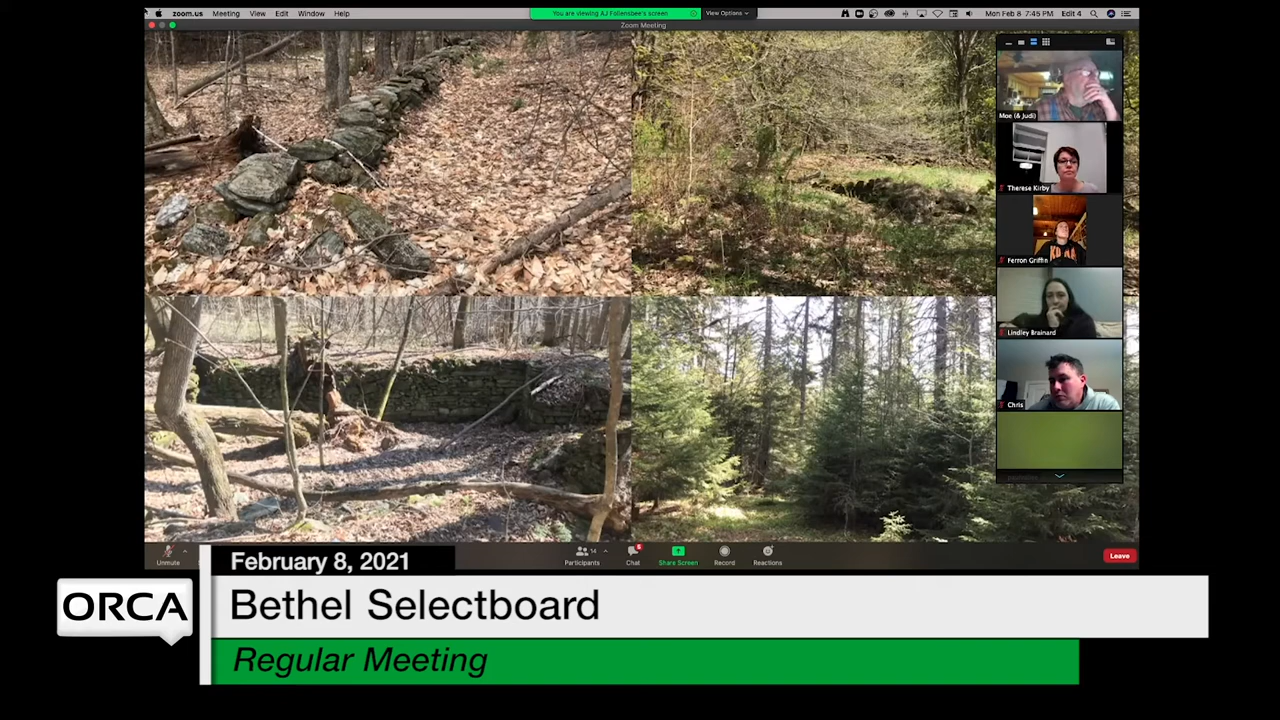 zoom.us Meeting View Edit Window Help
You are viewing AJ Follensbee's screen
View Options
Mon Feb 8 7:45 PM Edit 4
Zoom Meeting
Moe (& Judi)
Therese Kirby
Ferron Griffin
Lindley Brainard
Chris
Unmute
Participants
14
Chat
Share Screen
Record
Reactions
Leave
February 8, 2021
ORCA
Bethel Selectboard
Regular Meeting